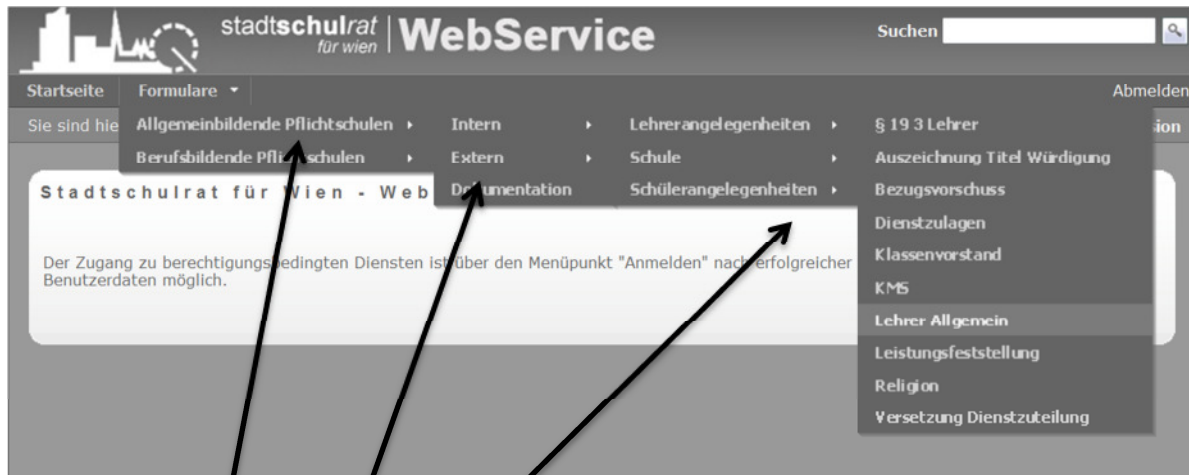 stadtschulrat
für wien
WebService
Suchen
Startseite Formulare Abmelden
Sie sind hie
Allgemeinbildende Pflichtschulen
Berufsbildende Pflichtschulen
Intern
Extern
Dokumentation
Lehrerangelegenheiten
Schule
Schülerangelegenheiten
§ 19 3 Lehrer
Auszeichnung Titel Würdigung
Bezugsvorschuss
Dienstzulagen
Klassenvorstand
KMS
Lehrer Allgemein
Leistungsfeststellung
Religion
Versetzung Dienstzuteilung
ion
Stadtschulrat für Wien - Web
Der Zugang zu berechtigungsbedingten Diensten ist über den Menüpunkt "Anmelden" nach erfolgreicher
Benutzerdaten möglich.